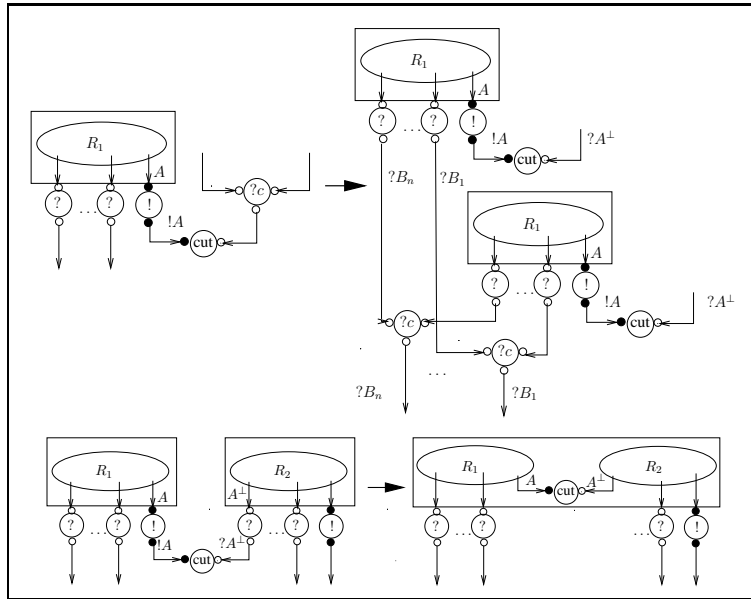 R₁
A
? ... ? !
!A
cut
?A⊥
?Bₙ
?B₁
R₁
A
? ... ? !
!A
cut
?c
R₁
A
? ... ? !
!A
cut
?A⊥
?c
?c
...
?Bₙ
?B₁
R₁
A
? ... ? !
!A
cut
R₂
A⊥
? ... ? !
?A⊥
R₁
A
cut
A⊥
R₂
? ... ?
... ? !